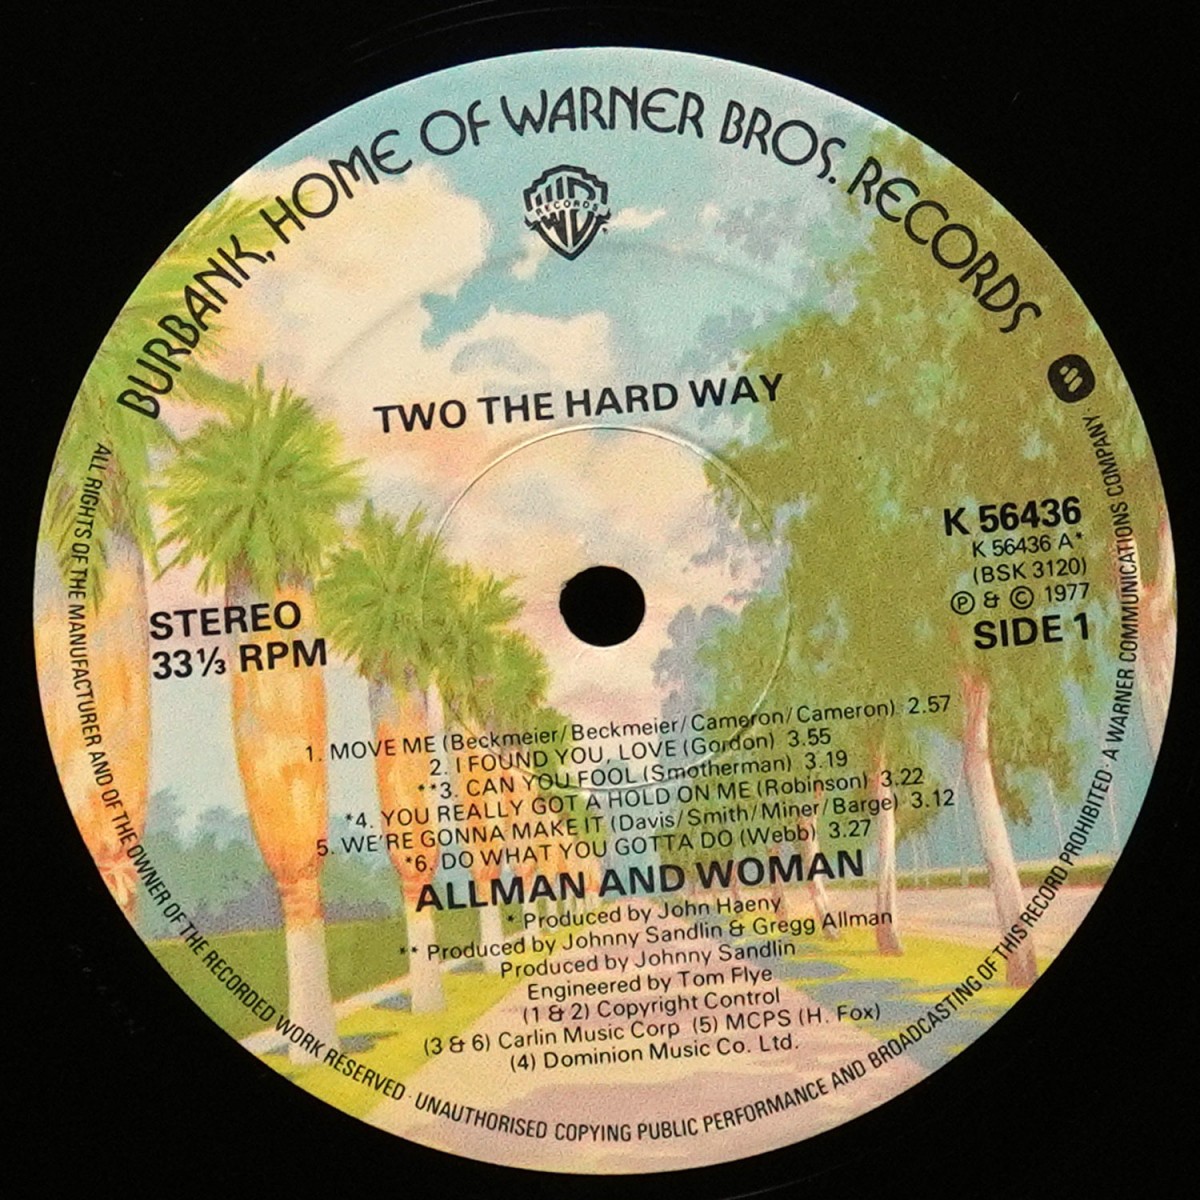 BURBANK, HOME OF WARNER BROS. RECORDS
RECORDS
TWO THE HARD WAY
K 56436
K 56436 A*
(BSK 3120)
Ⓟ & © 1977
SIDE 1
STEREO
33⅓ RPM
1. MOVE ME (Beckmeier/Beckmeier/Cameron/Cameron) 2.57
2. I FOUND YOU, LOVE (Gordon) 3.55
**3. CAN YOU FOOL (Smotherman) 3.19
*4. YOU REALLY GOT A HOLD ON ME (Robinson) 3.22
5. WE'RE GONNA MAKE IT (Davis/Smith/Miner/Barge) 3.12
*6. DO WHAT YOU GOTTA DO (Webb) 3.27
ALLMAN AND WOMAN
* Produced by John Haeny
** Produced by Johnny Sandlin & Gregg Allman
Produced by Johnny Sandlin
Engineered by Tom Flye
(1 & 2) Copyright Control
(3 & 6) Carlin Music Corp (5) MCPS (H. Fox)
(4) Dominion Music Co. Ltd.
ALL RIGHTS OF THE MANUFACTURER AND OF THE OWNER OF THE RECORDED WORK RESERVED · UNAUTHORISED COPYING PUBLIC PERFORMANCE AND BROADCASTING OF THIS RECORD PROHIBITED · A WARNER COMMUNICATIONS COMPANY ·